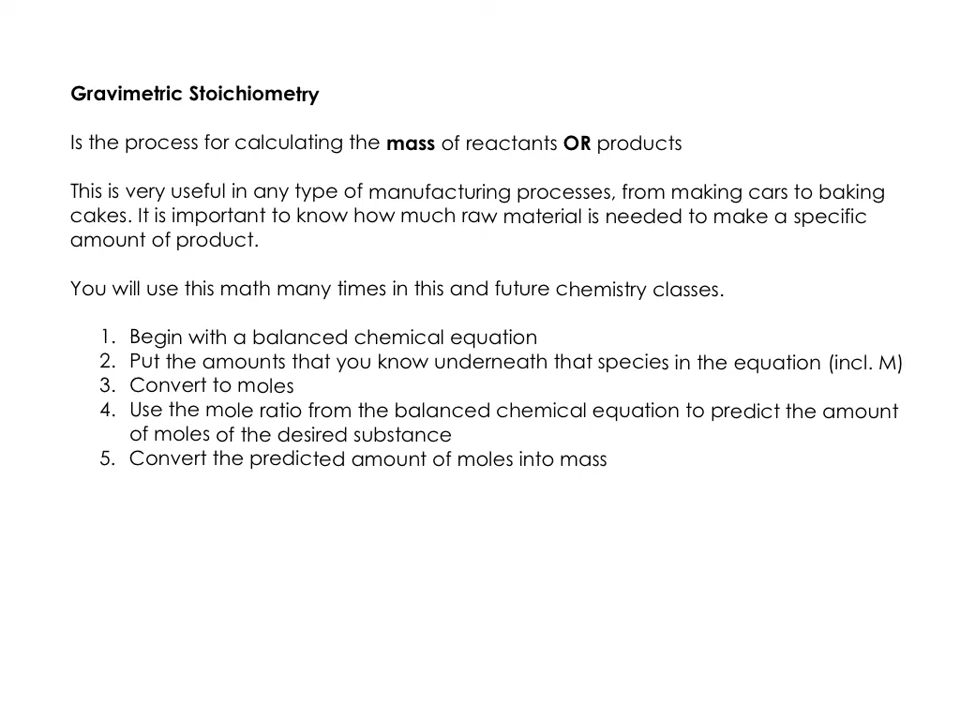 Gravimetric Stoichiometry
Is the process for calculating the mass of reactants OR products
This is very useful in any type of manufacturing processes, from making cars to baking
cakes. It is important to know how much raw material is needed to make a specific
amount of product.
You will use this math many times in this and future chemistry classes.
1. Begin with a balanced chemical equation
2. Put the amounts that you know underneath that species in the equation (incl. M)
3. Convert to moles
4. Use the mole ratio from the balanced chemical equation to predict the amount
of moles of the desired substance
5. Convert the predicted amount of moles into mass